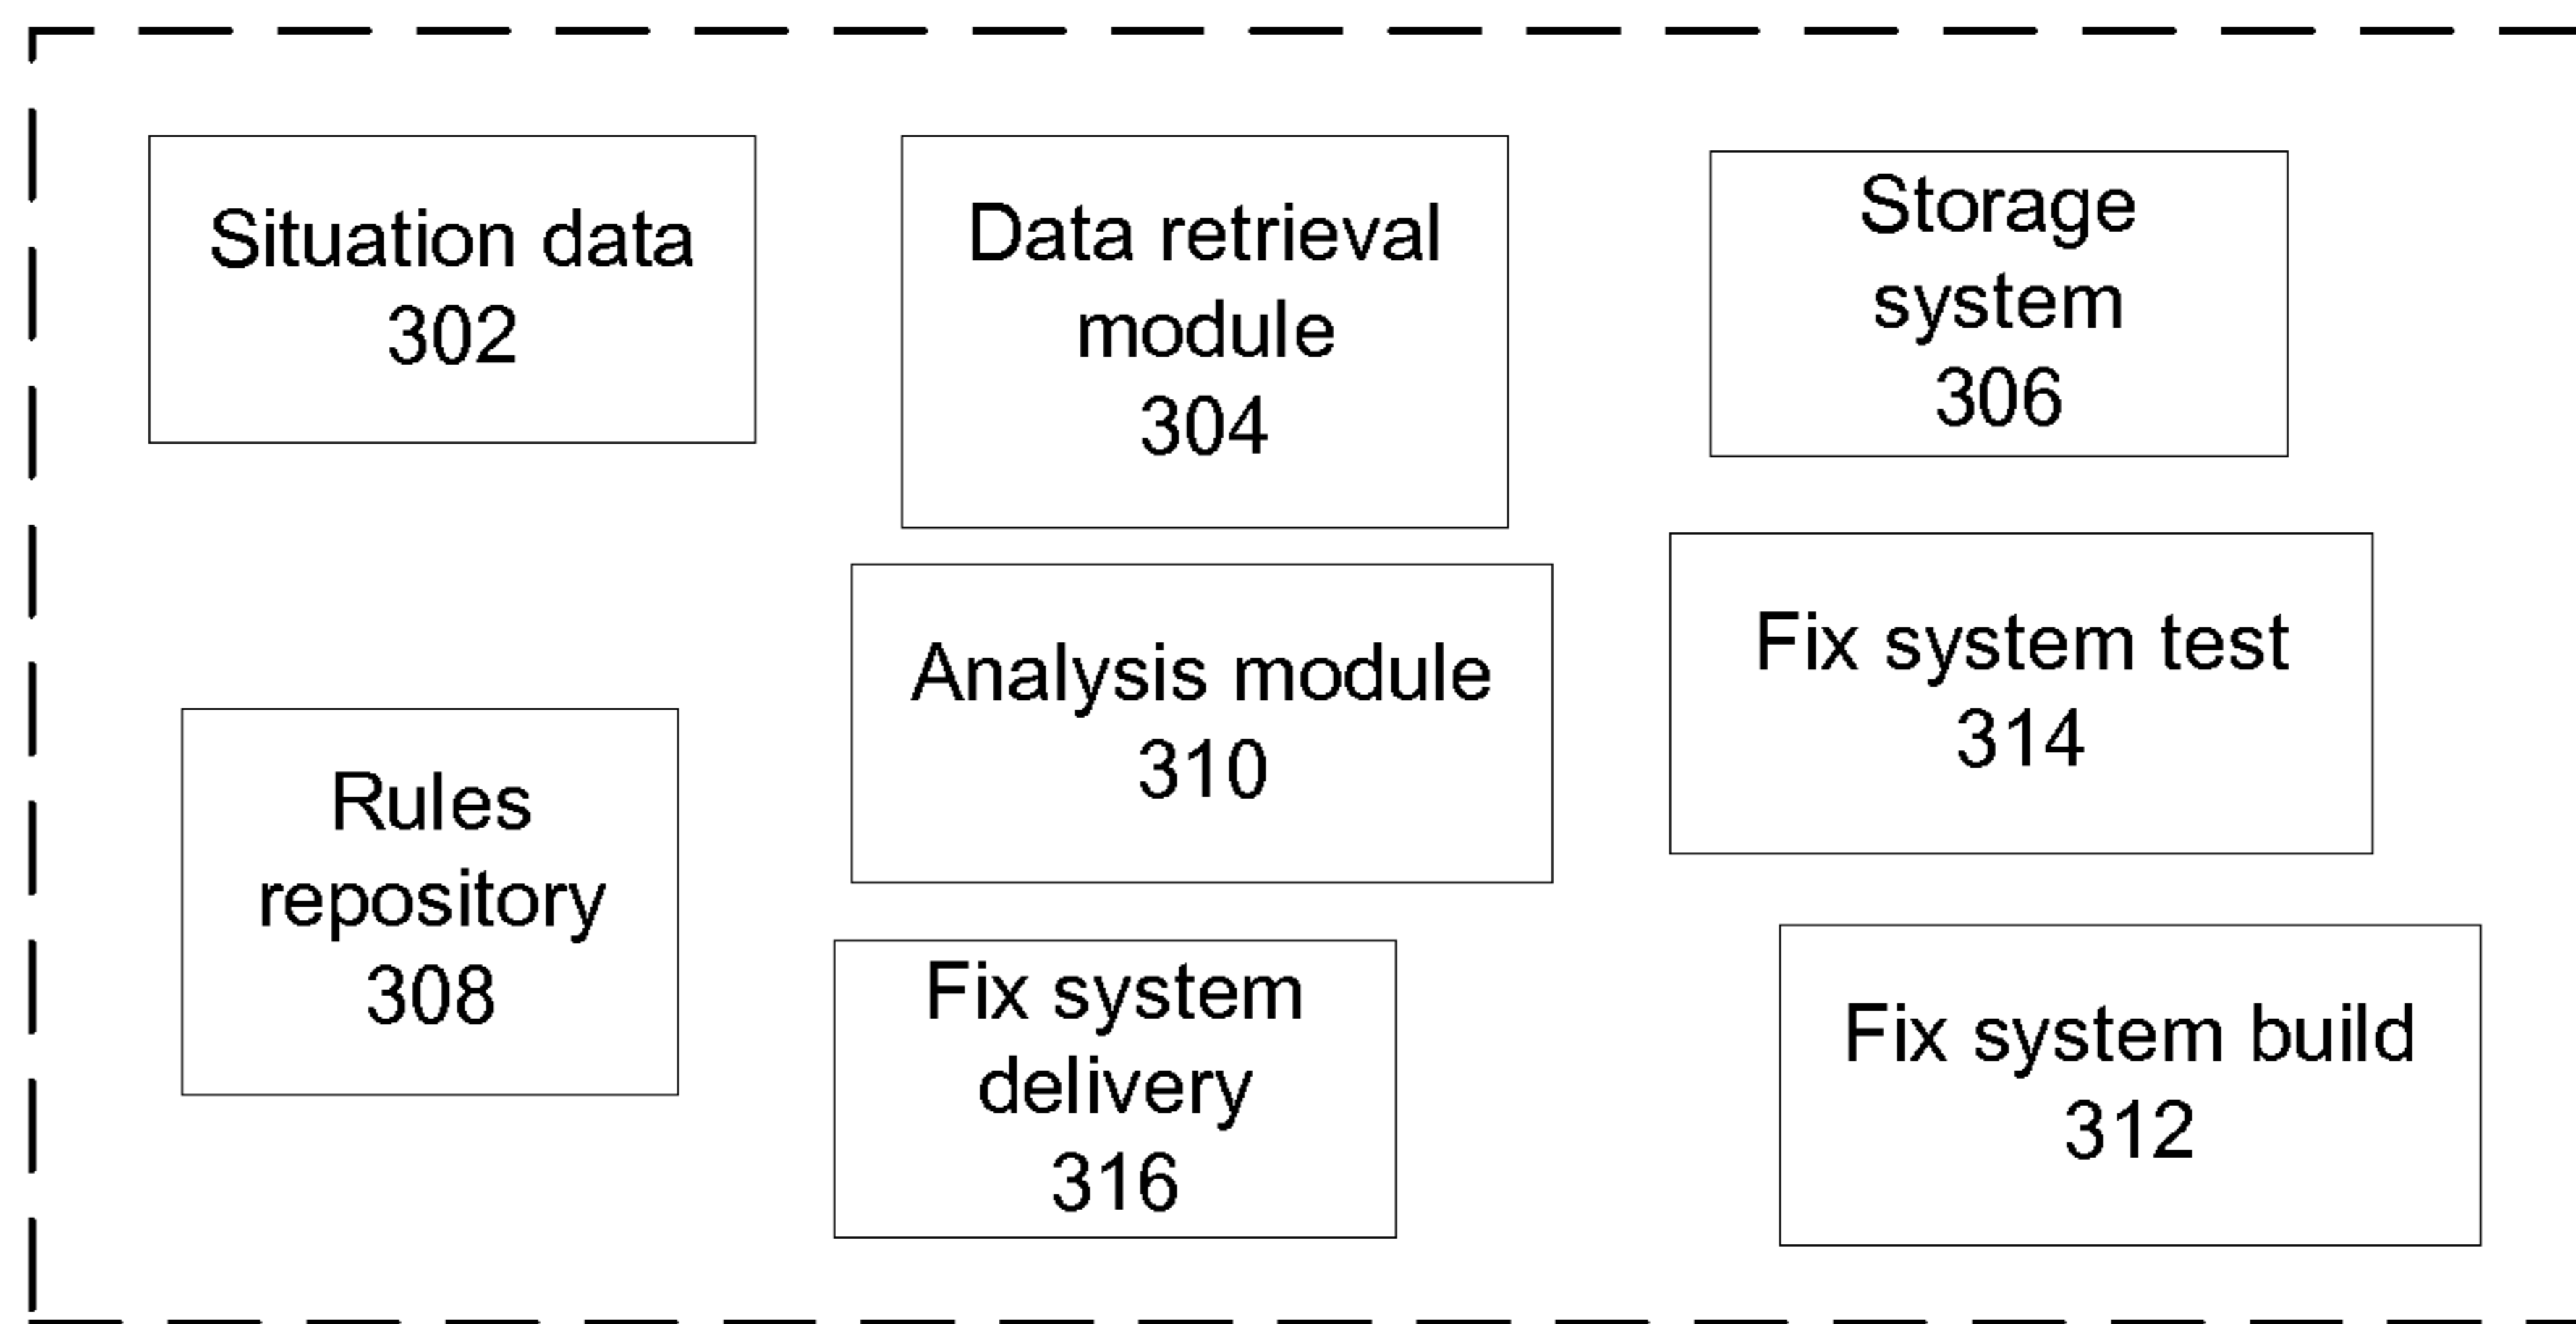 Situation data
302
Data retrieval
module
304
Storage
system
306
Rules
repository
308
Analysis module
310
Fix system test
314
Fix system
delivery
316
Fix system build
312